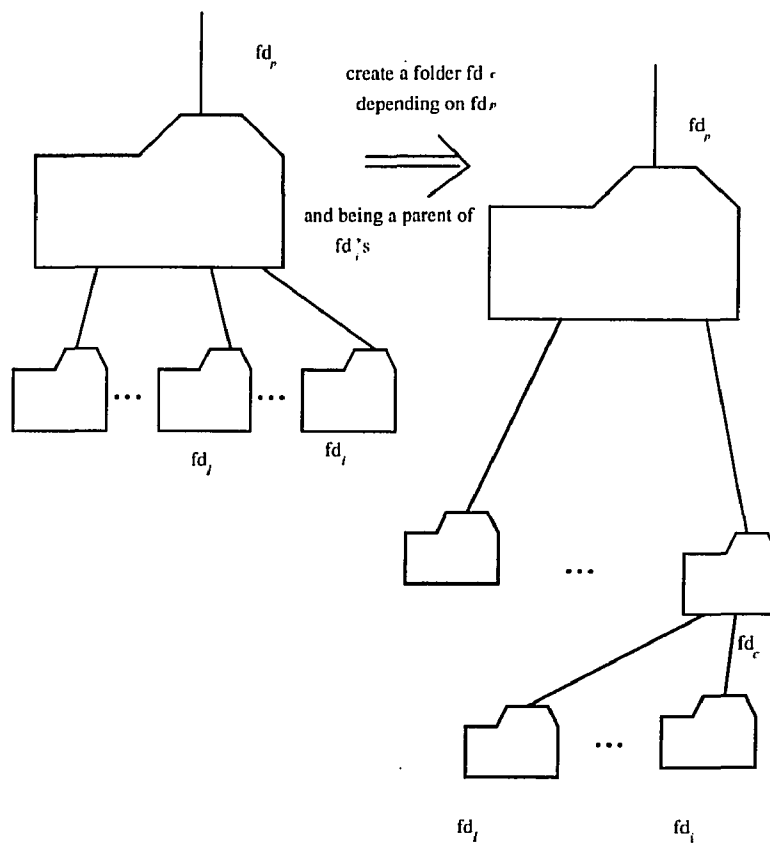 fd_p
create a folder fd_c
depending on fd_p
fd_p
and being a parent of
fd_i's
...
...
fd_l
fd_i
...
fd_c
...
fd_l
fd_i